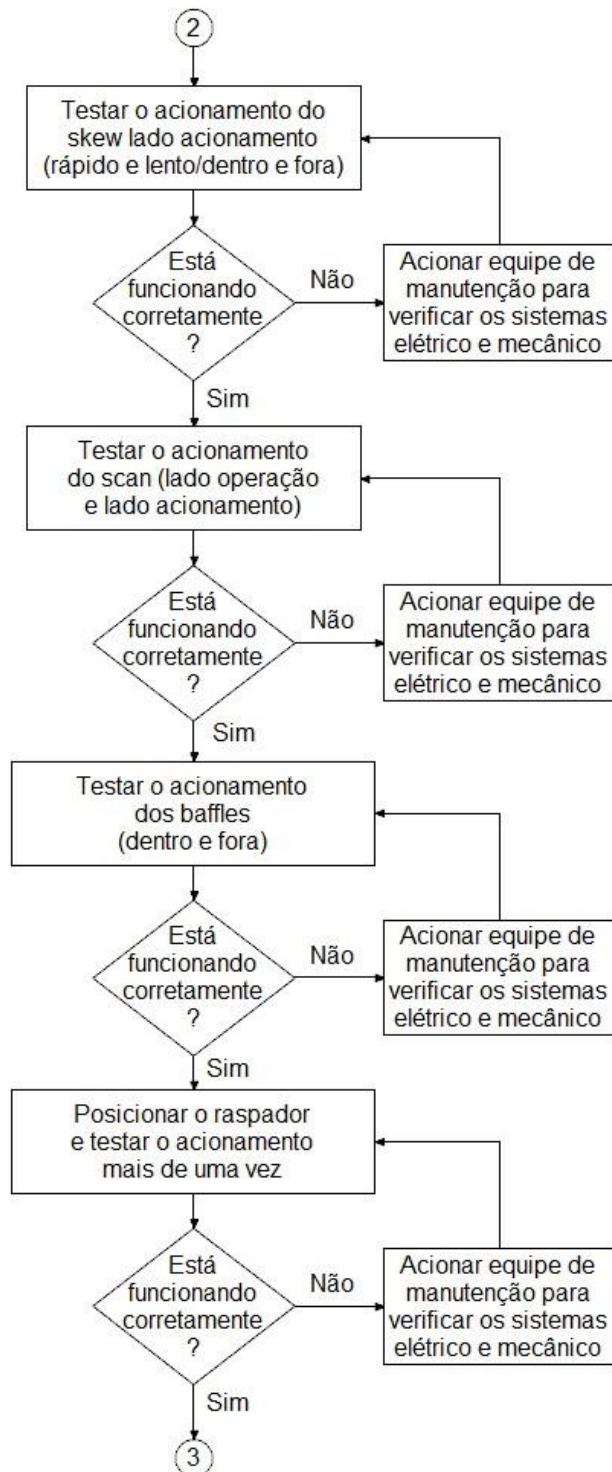 2
Testar o acionamento do
skew lado acionamento
(rápido e lento/dentro e fora)
Está
funcionando
corretamente
?
Não
Acionar equipe de
manutenção para
verificar os sistemas
elétrico e mecânico
Sim
Testar o acionamento
do scan (lado operação
e lado acionamento)
Está
funcionando
corretamente
?
Não
Acionar equipe de
manutenção para
verificar os sistemas
elétrico e mecânico
Sim
Testar o acionamento
dos baffles
(dentro e fora)
Está
funcionando
corretamente
?
Não
Acionar equipe de
manutenção para
verificar os sistemas
elétrico e mecânico
Sim
Posicionar o raspador
e testar o acionamento
mais de uma vez
Está
funcionando
corretamente
?
Não
Acionar equipe de
manutenção para
verificar os sistemas
elétrico e mecânico
Sim
3